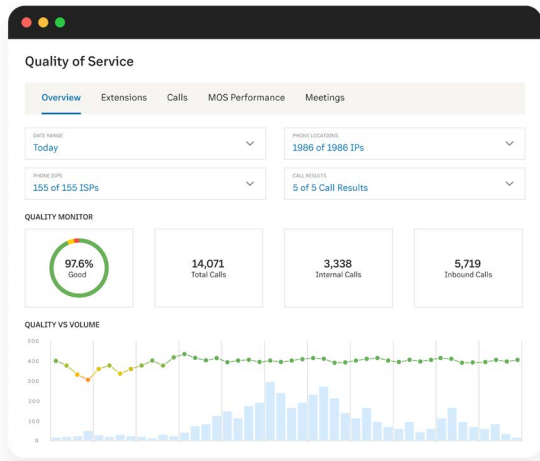 Quality of Service
Overview Extensions Calls MOS Performance Meetings
DATE RANGE
Today
PHONE LOCATIONS
1986 of 1986 IPs
PHONE ISPS
155 of 155 ISPs
CALL RESULTS
5 of 5 Call Results
QUALITY MONITOR
97.6%
Good
14,071
Total Calls
3,338
Internal Calls
5,719
Inbound Calls
QUALITY VS VOLUME
500
400
300
200
100
0